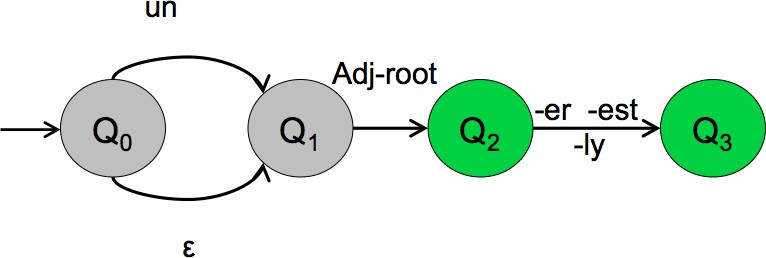 un
Adj-root
-er -est
-ly
Q0 Q1 Q2 Q3
ε